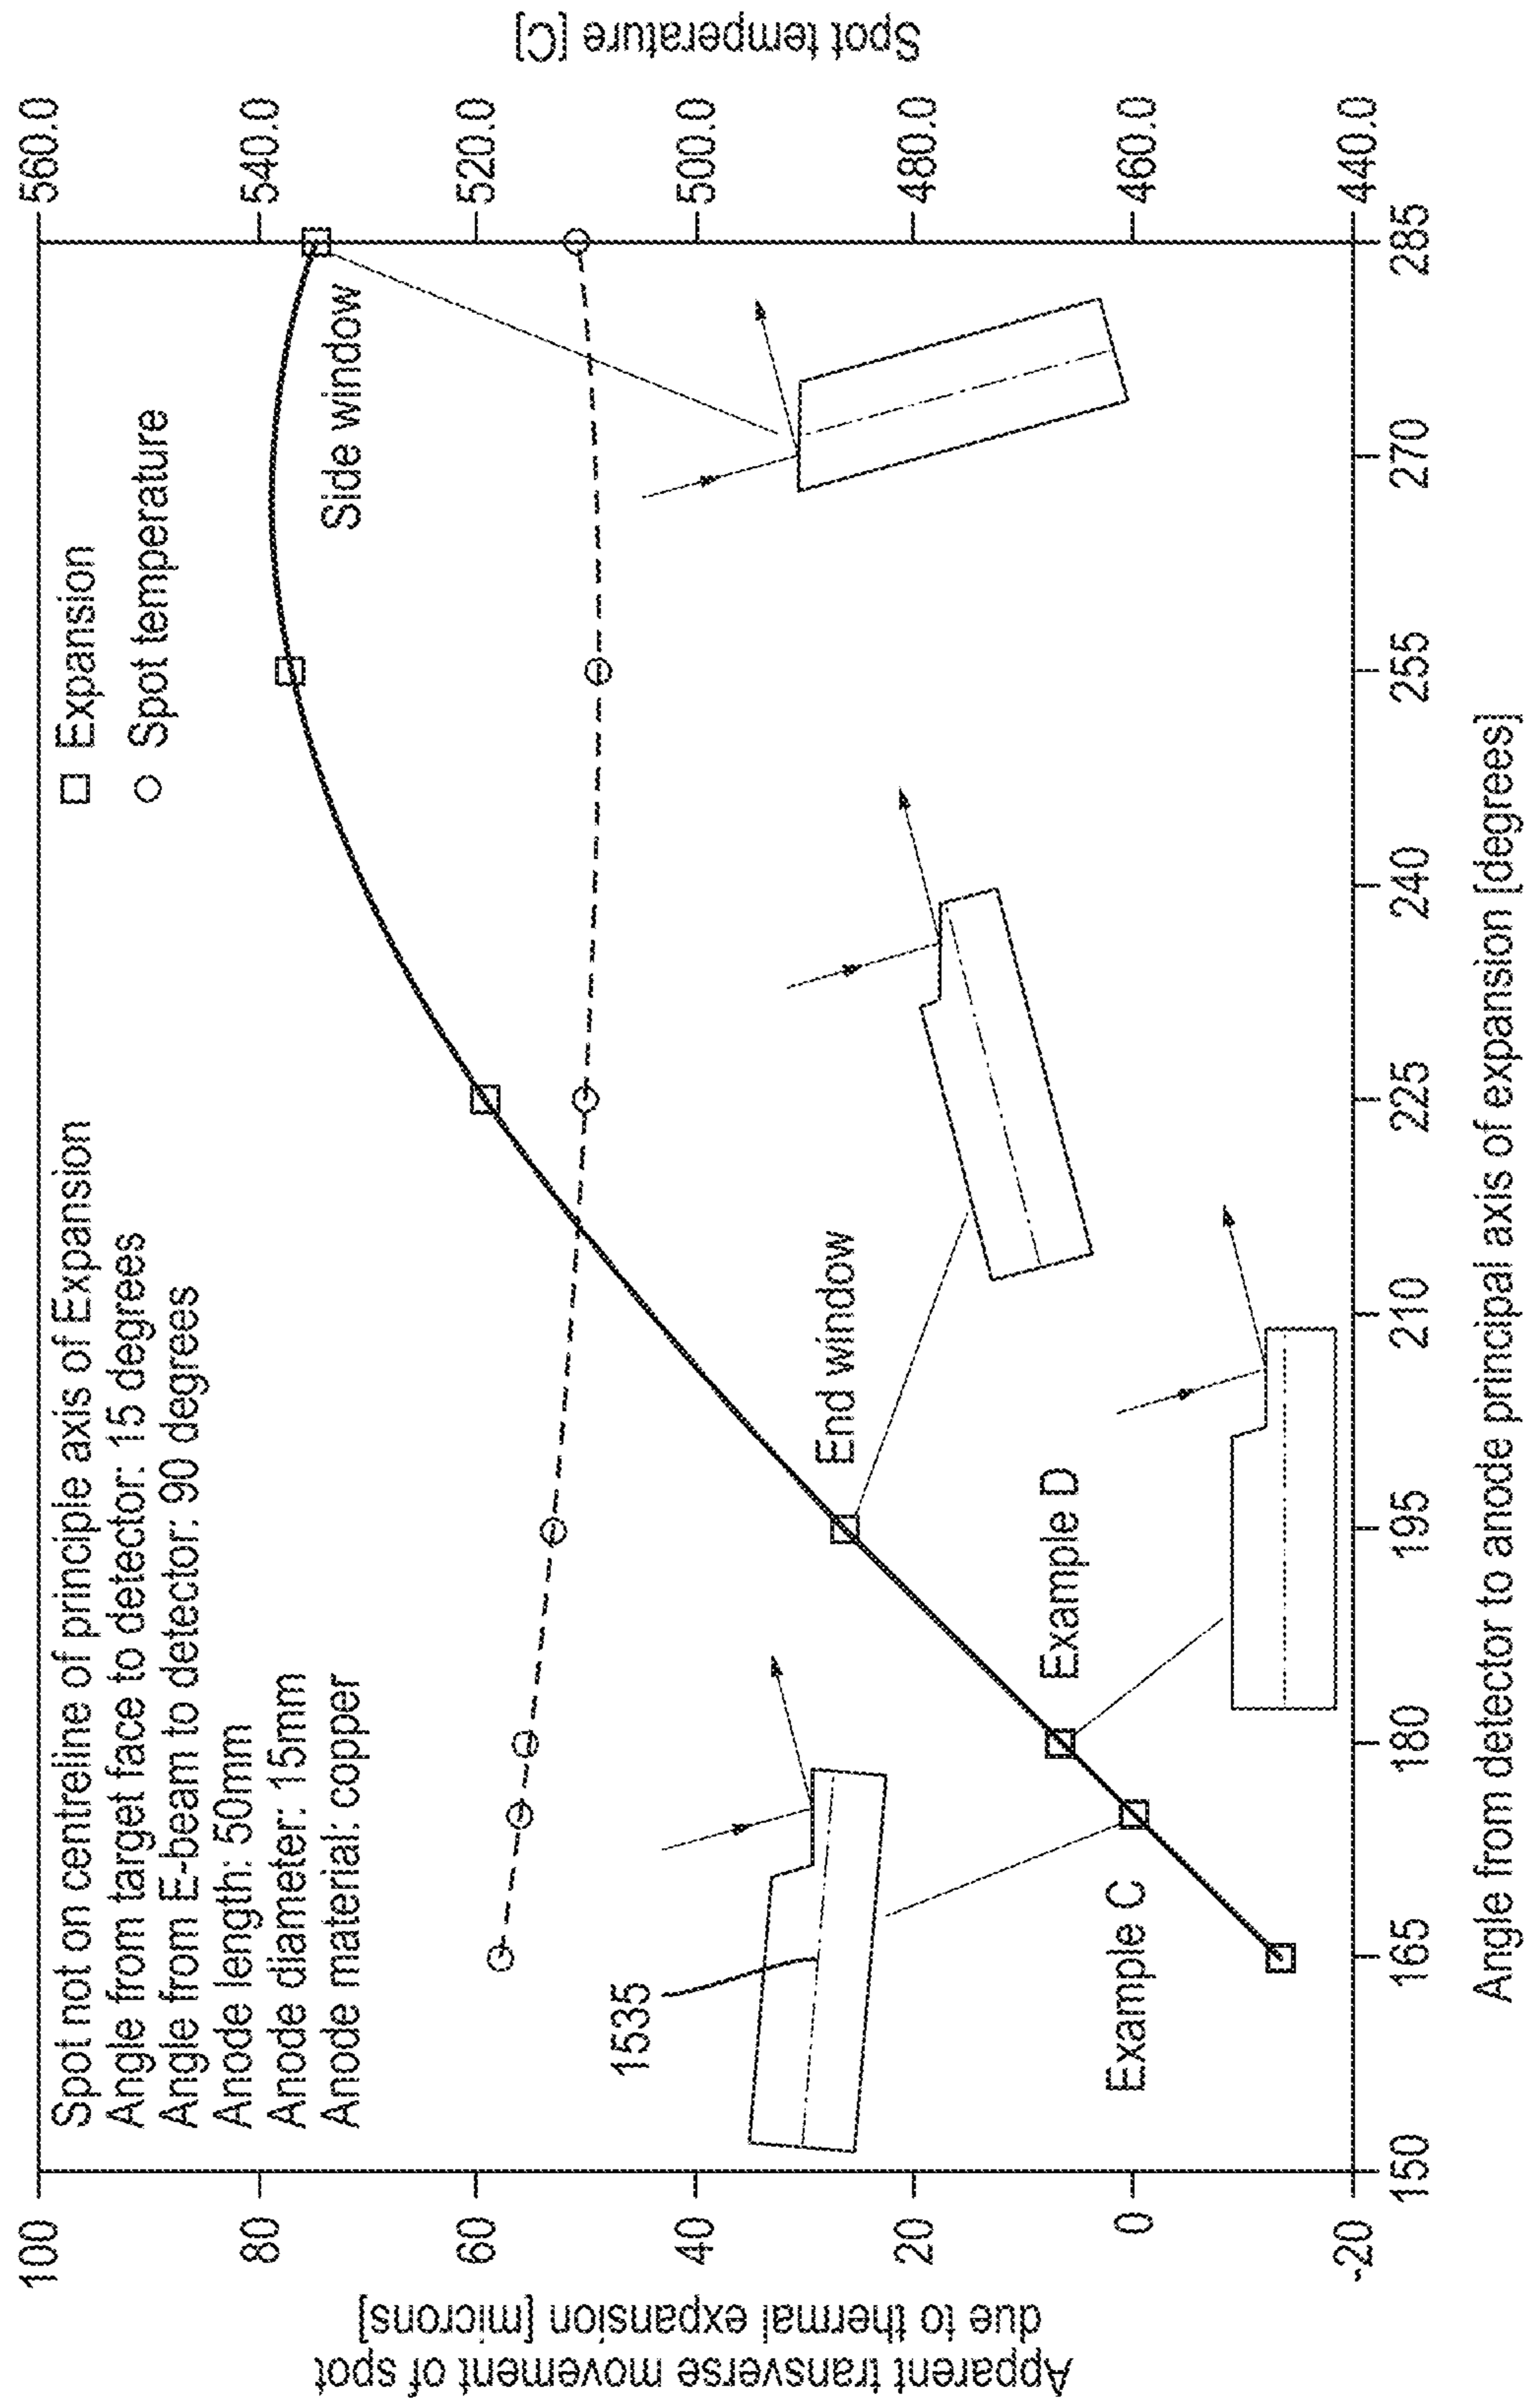 Spot not on centreline of principle axis of Expansion
Angle from target face to detector: 15 degrees
Angle from E-beam to detector: 90 degrees
Anode length: 50mm
Anode diameter: 15mm
Anode material: copper
Expansion
Spot temperature
Apparent transverse movement of spot
due to thermal expansion [microns]
100
80
60
40
20
0
-20
Spot temperature [C]
560.0
540.0
520.0
500.0
480.0
460.0
440.0
Side window
End window
Example D
Example C
1535
150
165
180
195
210
225
240
255
270
285
Angle from detector to anode principal axis of expansion [degrees]